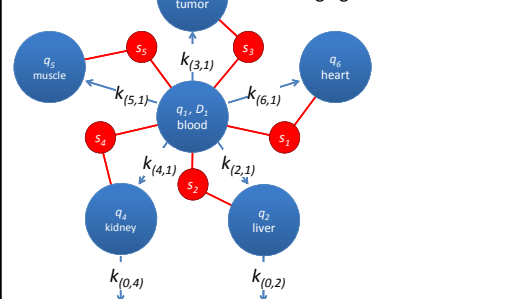 tumor
q5
muscle
s5
s3
k(3,1)
q6
heart
k(5,1)
k(6,1)
q1, D1
blood
s4
s1
k(4,1)
k(2,1)
s2
q4
kidney
q2
liver
k(0,4)
k(0,2)